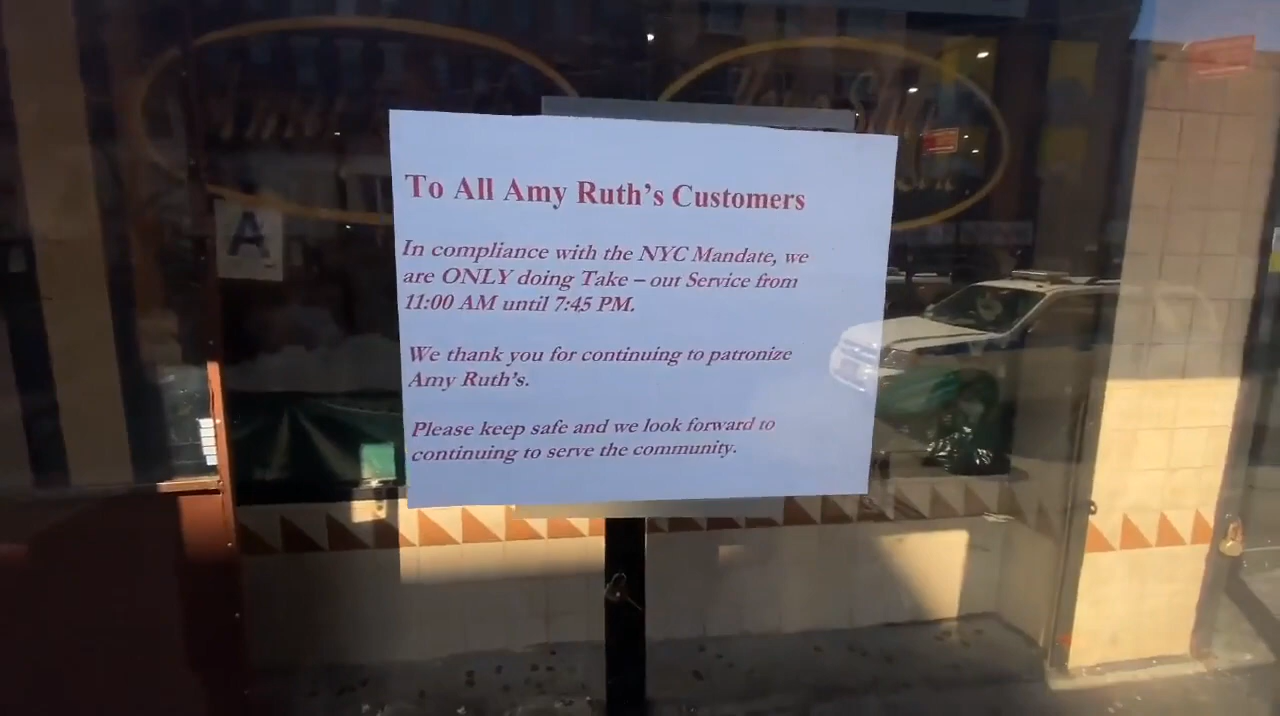 A
To All Amy Ruth's Customers
In compliance with the NYC Mandate, we
are ONLY doing Take – out Service from
11:00 AM until 7:45 PM.
We thank you for continuing to patronize
Amy Ruth's.
Please keep safe and we look forward to
continuing to serve the community.